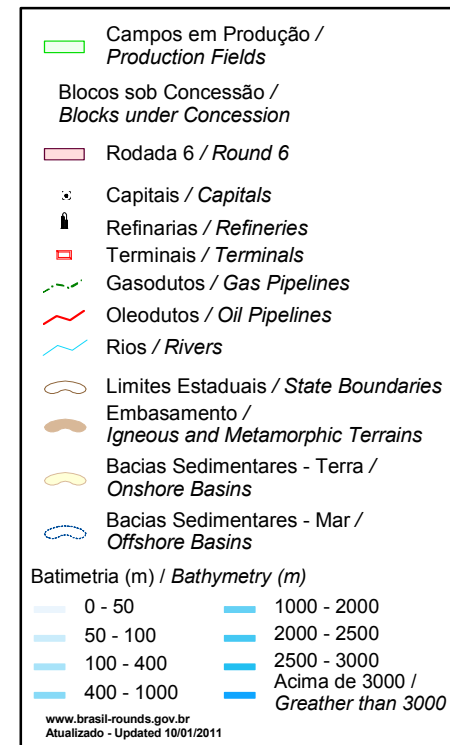 Campos em Produção /
Production Fields
Blocos sob Concessão /
Blocks under Concession
Rodada 6 / Round 6
Capitais / Capitals
Refinarias / Refineries
Terminais / Terminals
Gasodutos / Gas Pipelines
Oleodutos / Oil Pipelines
Rios / Rivers
Limites Estaduais / State Boundaries
Embasamento /
Igneous and Metamorphic Terrains
Bacias Sedimentares - Terra /
Onshore Basins
Bacias Sedimentares - Mar /
Offshore Basins
Batimetria (m) / Bathymetry (m)
0 - 50
50 - 100
100 - 400
400 - 1000
1000 - 2000
2000 - 2500
2500 - 3000
Acima de 3000 /
Greather than 3000
www.brasil-rounds.gov.br
Atualizado - Updated 10/01/2011